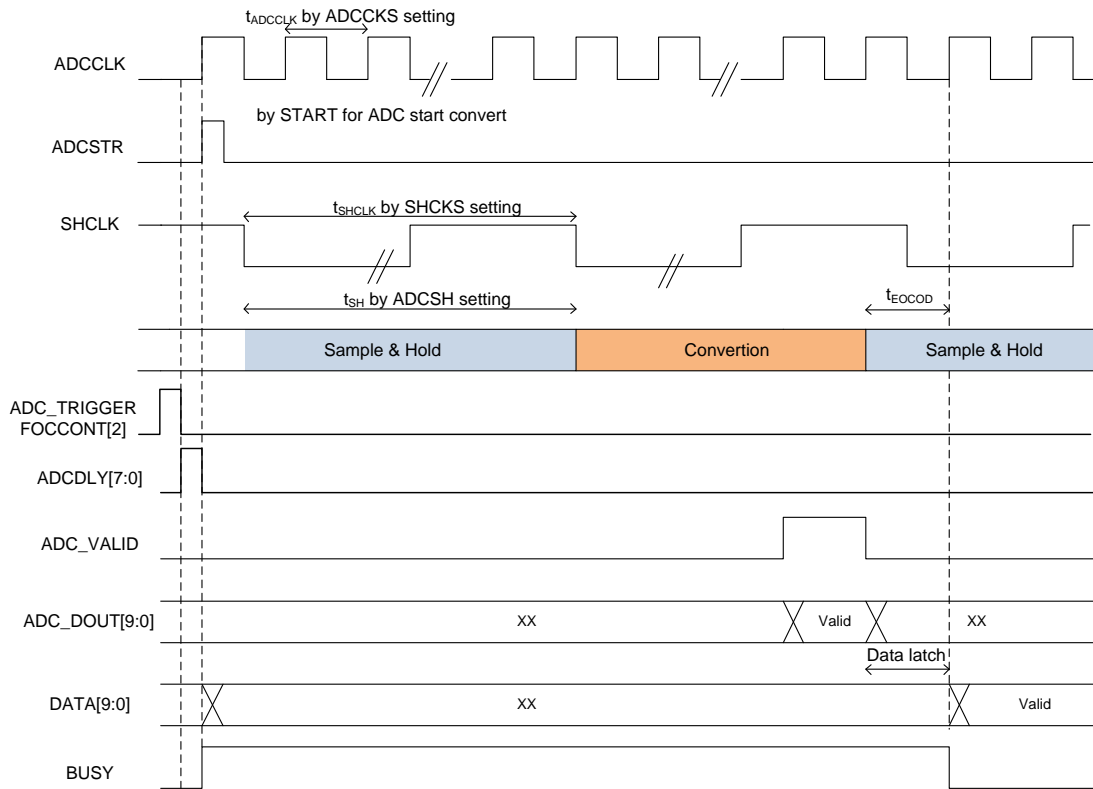 tADCCLK by ADCCKS setting
ADCCLK
by START for ADC start convert
ADCSTR
tSHCLK by SHCKS setting
SHCLK
tSH by ADCSH setting
tEOCOD
Sample & Hold
Convertion
Sample & Hold
ADC_TRIGGER
FOCCONT[2]
ADCDLY[7:0]
ADC_VALID
ADC_DOUT[9:0]
XX
Valid
XX
Data latch
DATA[9:0]
XX
Valid
BUSY